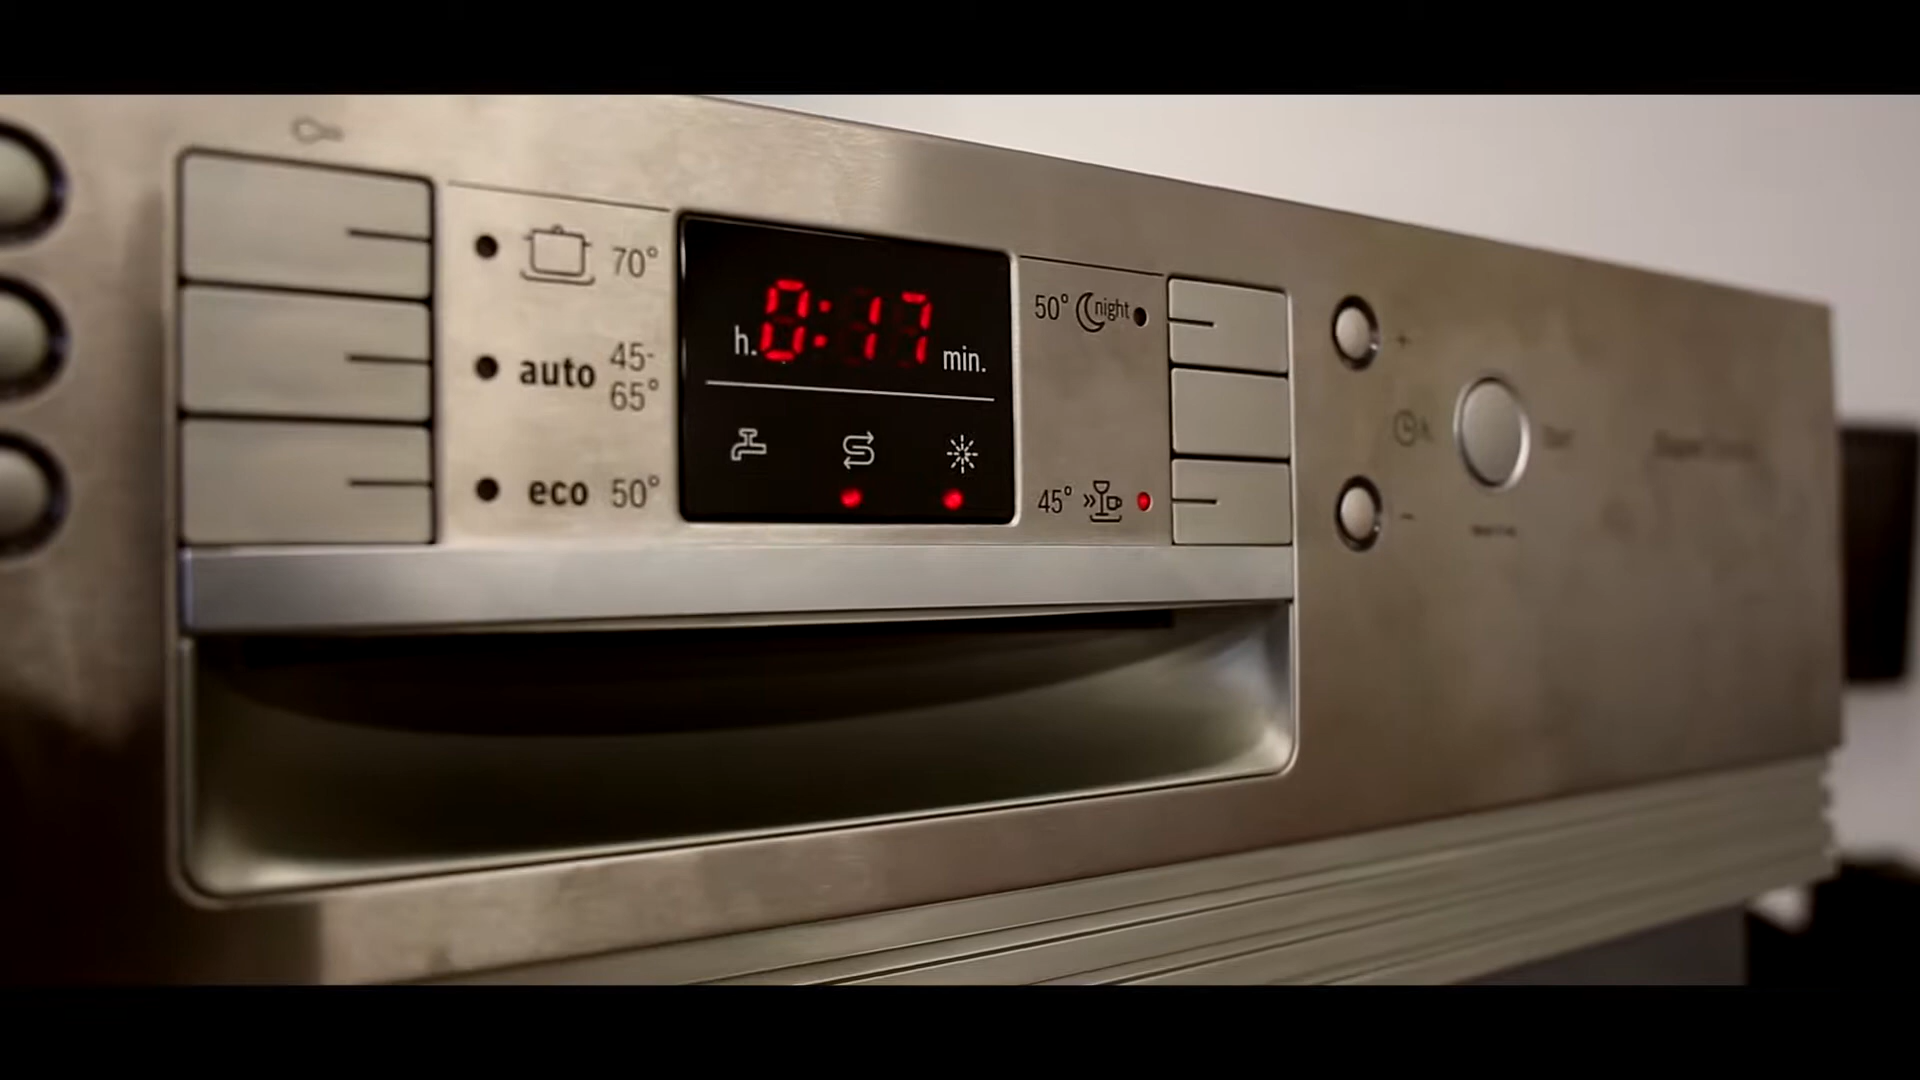 70°
auto 45-
65°
eco 50°
h. 0:17 min.
50° night
45°
+
-